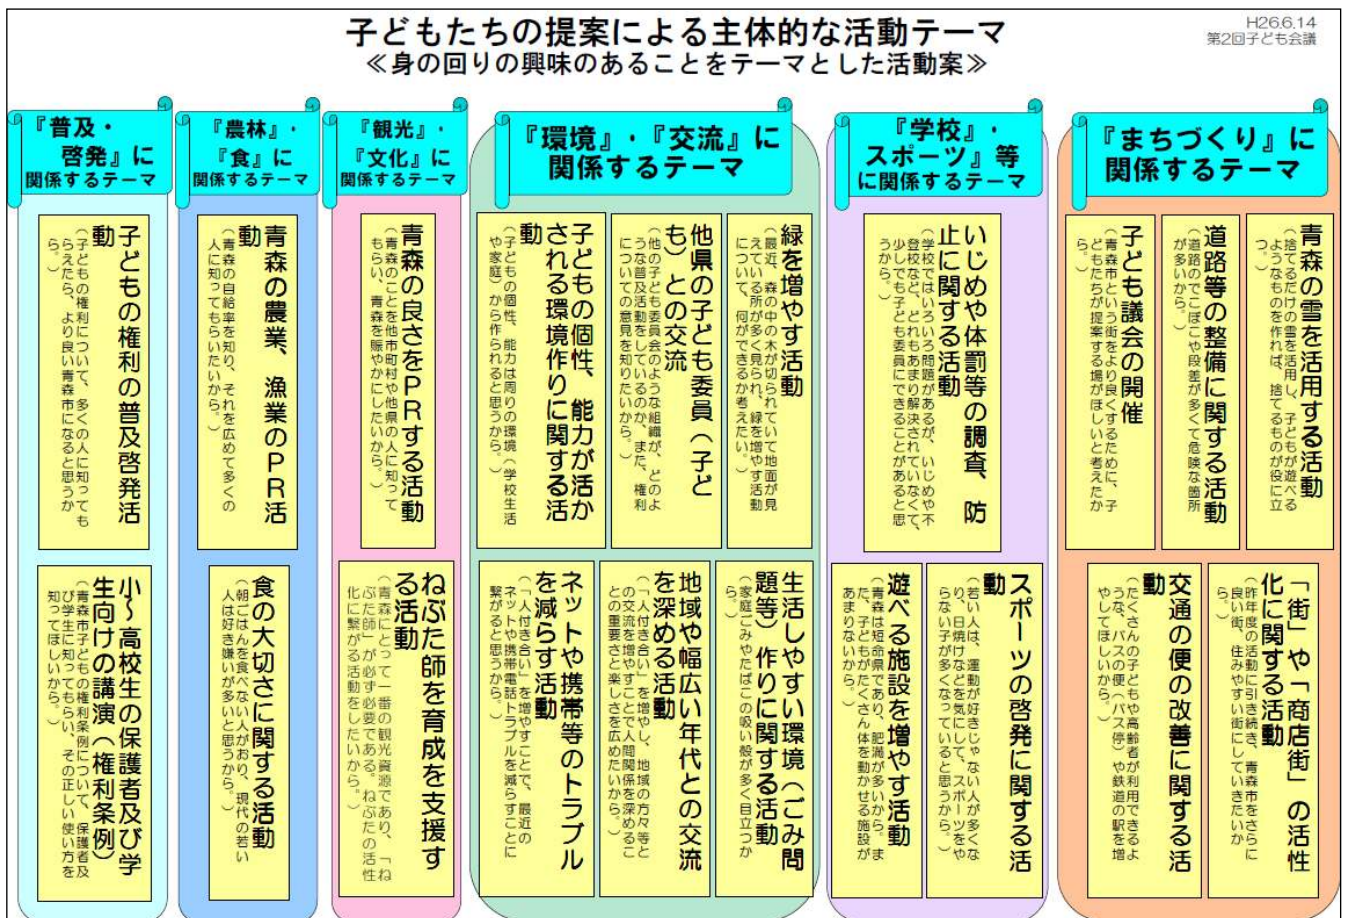 子どもたちの提案による主体的な活動テーマ
≪身の回りの興味のあることをテーマとした活動案≫
H26.6.14
第2回子ども会議
『まちづくり』に
関係するテーマ
青森の雪を活用する活動
（捨てるだけの雪を活用し、子どもが遊べる
ようなものを作れば、捨てるものが役に立
つ。）
道路等の整備に関する活動
（道路のでこぼこや段差が多くて危険な箇所
が多いから。）
子ども議会の開催
（青森市という街をより良くするために、子
どもたちが提案する場がほしいと考えたか
ら。）
「街」や「商店街」の活性
化に関する活動
（昨年度の活動に引き続き、青森市をさらに
良い街、住みやすい街にしていきたいか
ら。）
交通の便の改善に関する活
動
（たくさんの子どもや高齢者が利用できるよ
うな、バスの便（バス停）や鉄道の駅を増
やしてほしいから。）
『学校』・
スポーツ』等
に関係するテーマ
いじめや体罰等の調査、防
止に関する活動
（学校ではいろいろ問題があるが、いじめや不
登校など、どれもあまり解決されていなくて、
少しでも子ども委員にできることがあると思
うから。）
スポーツの啓発に関する活
動
（若い人は、運動が好きじゃない人が多くな
り、日焼けなどを気にして、スポーツをや
らない子が多くなっていると思うから。）
遊べる施設を増やす活動
（青森は短命県であり、肥満が多いから。ま
た、子どもがたくさん体を動かせる施設が
あまりないから。）
『環境』・『交流』に
関係するテーマ
緑を増やす活動
（最近、森の中の木が切られていて地面が見
えている所が多く見られ、緑を増やす活動
について、何ができるか考えたい。）
他県の子ども委員（子ど
も）との交流
（他の子ども委員会のような組織が、どのよ
うな普及活動をしているのか、また、権利
についての意見を知りたいから。）
子どもの個性、能力が活か
される環境作りに関する活
動
（子どもの個性、能力は周りの環境（学校生活
や家庭）から作られると思うから。）
生活しやすい環境（ごみ問
題等）作りに関する活動
（家庭ごみやたばこの吸い殻が多く目立つか
ら。）
地域や幅広い年代との交流
を深める活動
（「人付き合い」を増やし、地域の方々等と
の交流を増やすことで人間関係を深めるこ
との重要さと楽しさを広めたいから。）
ネットや携帯等のトラブル
を減らす活動
（「人付き合い」を増やすことで、最近の
ネットや携帯電話トラブルを減らすことに
繋がると思うから。）
『観光』・
『文化』に
関係するテーマ
青森の良さをPRする活動
（青森のことを他市町村や他県の人に知って
もらい、青森を賑やかにしたいから。）
ねぶた師を育成を支援す
る活動
（青森にとって一番の観光資源であり、「ね
ぶた師」が必ず必要である。ねぶたの活性
化に繋がる活動をしたいから。）
『農林』・
『食』に
関係するテーマ
青森の農業、漁業のPR活
動
（青森の自給率を知り、それを広めて多くの
人に知ってもらいたいから。）
食の大切さに関する活動
（朝ごはんを食べない人がおり、現代の若い
人は好き嫌いが多いと思うから。）
『普及・
啓発』に
関係するテーマ
子どもの権利の普及啓発活
動
（子どもの権利について、多くの人に知っても
らえたら、より良い青森市になると思うか
ら。）
小～高校生の保護者及び学
生向けの講演（権利条例）
（青森市子どもの権利条例について、保護者及
び学生に知ってもらい、その正しい使い方を
知ってほしいから。）